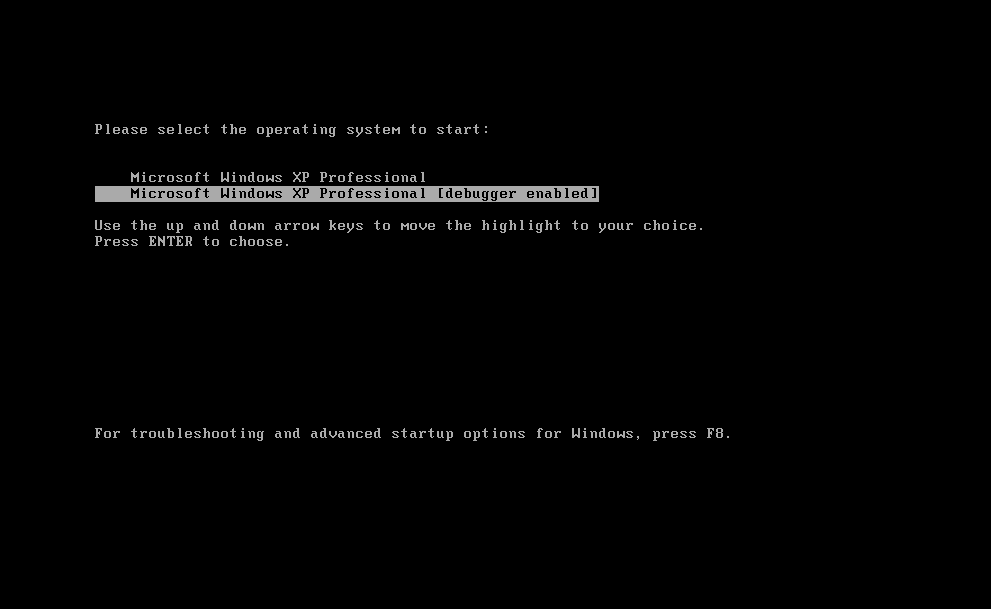 Please select the operating system to start:
Microsoft Windows XP Professional
Microsoft Windows XP Professional [debugger enabled]
Use the up and down arrow keys to move the highlight to your choice.
Press ENTER to choose.
For troubleshooting and advanced startup options for Windows, press F8.